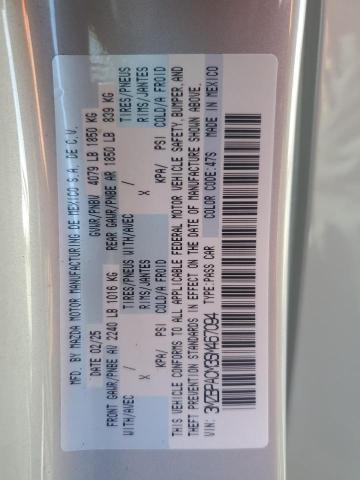 MFD. BY MAZDA MOTOR MANUFACTURING DE MEXICO S.A. DE C.V.
DATE 02/25 GVWR/PNBV 4079 LB 1850 KG
FRONT GAWR/PNBE AV 2240 LB 1016 KG REAR GAWR/PNBE AR 1850 LB 839 KG
WITH/AVEC / TIRES/PNEUS WITH/AVEC / TIRES/PNEUS
X RIMS/JANTES X RIMS/JANTES
KPA/ PSI COLD/A FROID KPA/ PSI COLD/A FROID
THIS VEHICLE CONFORMS TO ALL APPLICABLE FEDERAL MOTOR VEHICLE SAFETY, BUMPER, AND
THEFT PREVENTION STANDARDS IN EFFECT ON THE DATE OF MANUFACTURE SHOWN ABOVE.
VIN: TYPE:PASS.CAR COLOR CODE:47S MADE IN MEXICO